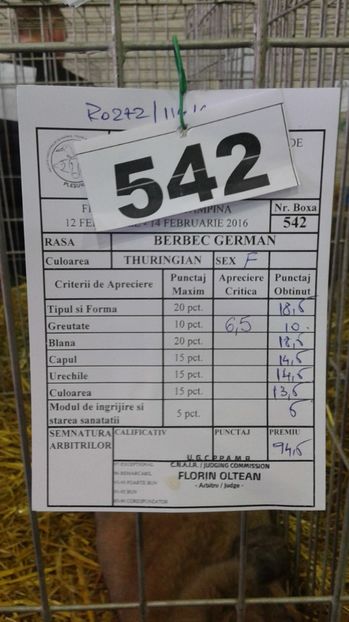 R0272/114
542
DE
PLESU
MPINA
Nr. Boxa
12 FE - 14 FEBRUARIE 2016
542
RASA BERBEC GERMAN
Culoarea THURINGIAN SEX F
Criterii de Apreciere Punctaj Maxim Apreciere Critica Punctaj Obtinut
Tipul si Forma 20 pct. 18,5
Greutate 10 pct. 6,5 10
Blana 20 pct. 18,5
Capul 15 pct. 14,5
Urechile 15 pct. 14,5
Culoarea 15 pct. 13,5
Modul de ingrijire si starea sanatatii 5 pct. 5
SEMNATURA ARBITRILOR CALIFICATIV PUNCTAJ PREMIU
94,5
U.G.C.P.P.A.M.R
C.N.A.I.R. / JUDGING COMMISSION
FLORIN OLTEAN
- Arbitru / Judge -